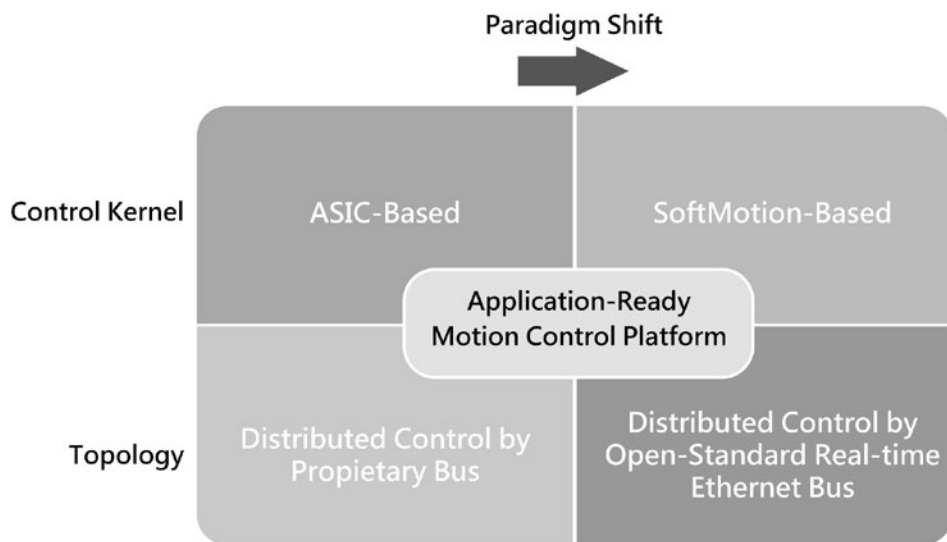 Paradigm Shift
Control Kernel
ASIC-Based
SoftMotion-Based
Application-Ready
Motion Control Platform
Topology
Distributed Control by
Propietary Bus
Distributed Control by
Open-Standard Real-time
Ethernet Bus